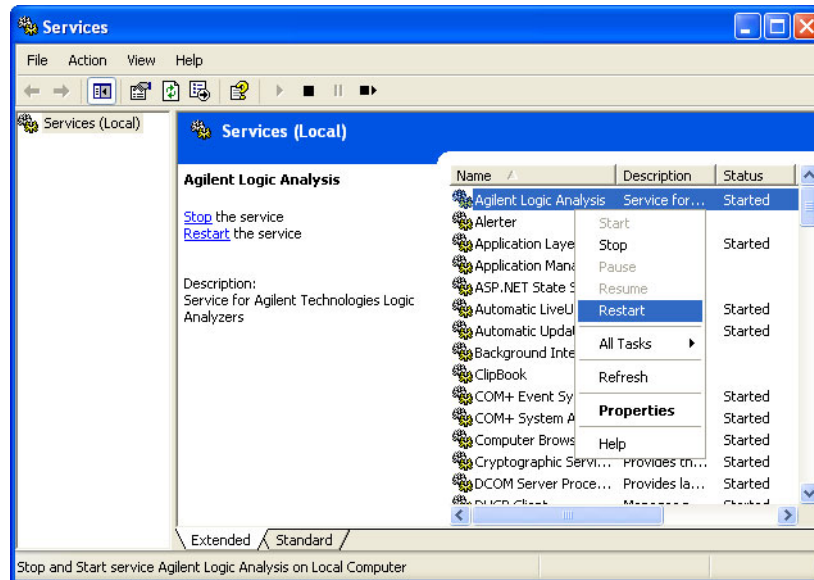 Services
File Action View Help
Services (Local)
Services (Local)
Agilent Logic Analysis
Stop the service
Restart the service
Description:
Service for Agilent Technologies Logic
Analyzers
Name Description Status
Agilent Logic Analysis Service for... Started
Alerter
Application Laye Started
Application Mana
ASP.NET State S
Automatic LiveU Started
Automatic Updat Started
Background Inte
ClipBook
COM+ Event Sy Started
COM+ System A Started
Computer Brows Started
Cryptographic Servi... Provides th... Started
DCOM Server Proce... Provides la... Started
Start
Stop
Pause
Resume
Restart
All Tasks
Refresh
Properties
Help
Extended Standard
Stop and Start service Agilent Logic Analysis on Local Computer